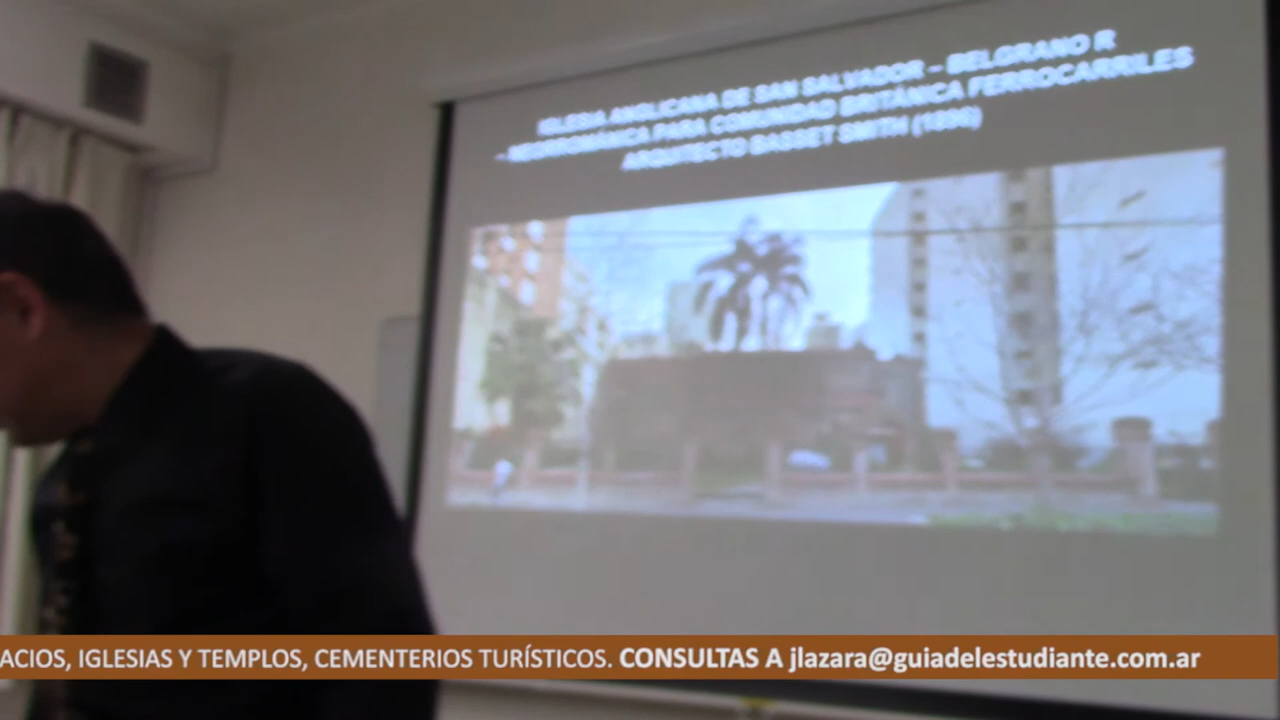 IGLESIA ANGLICANA DE SAN SALVADOR – BELGRANO R
– NEORROMÁNICA PARA COMUNIDAD BRITÁNICA FERROCARRILES
ARQUITECTO BASSET SMITH (1896)
ACIOS, IGLESIAS Y TEMPLOS, CEMENTERIOS TURÍSTICOS. CONSULTAS A jlazara@guiadelestudiante.com.ar